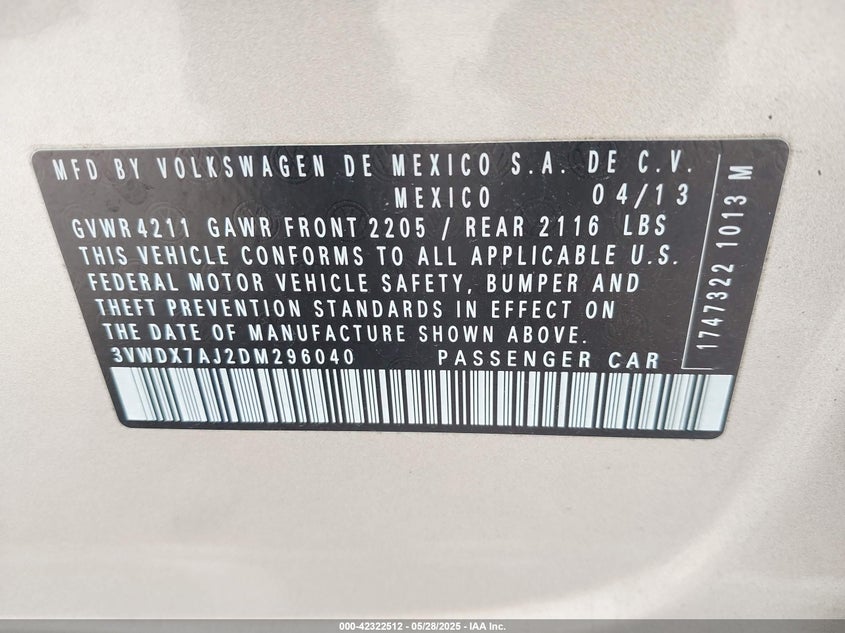 MFD BY VOLKSWAGEN DE MEXICO S.A. DE C.V.
MEXICO 04/13
GVWR 4211 GAWR FRONT 2205 / REAR 2116 LBS
THIS VEHICLE CONFORMS TO ALL APPLICABLE U.S.
FEDERAL MOTOR VEHICLE SAFETY, BUMPER AND
THEFT PREVENTION STANDARDS IN EFFECT ON
THE DATE OF MANUFACTURE SHOWN ABOVE.
3VWDX7AJ2DM296040 PASSENGER CAR
1747322 1013 M
000-42322512 - 05/28/2025 - IAA Inc.